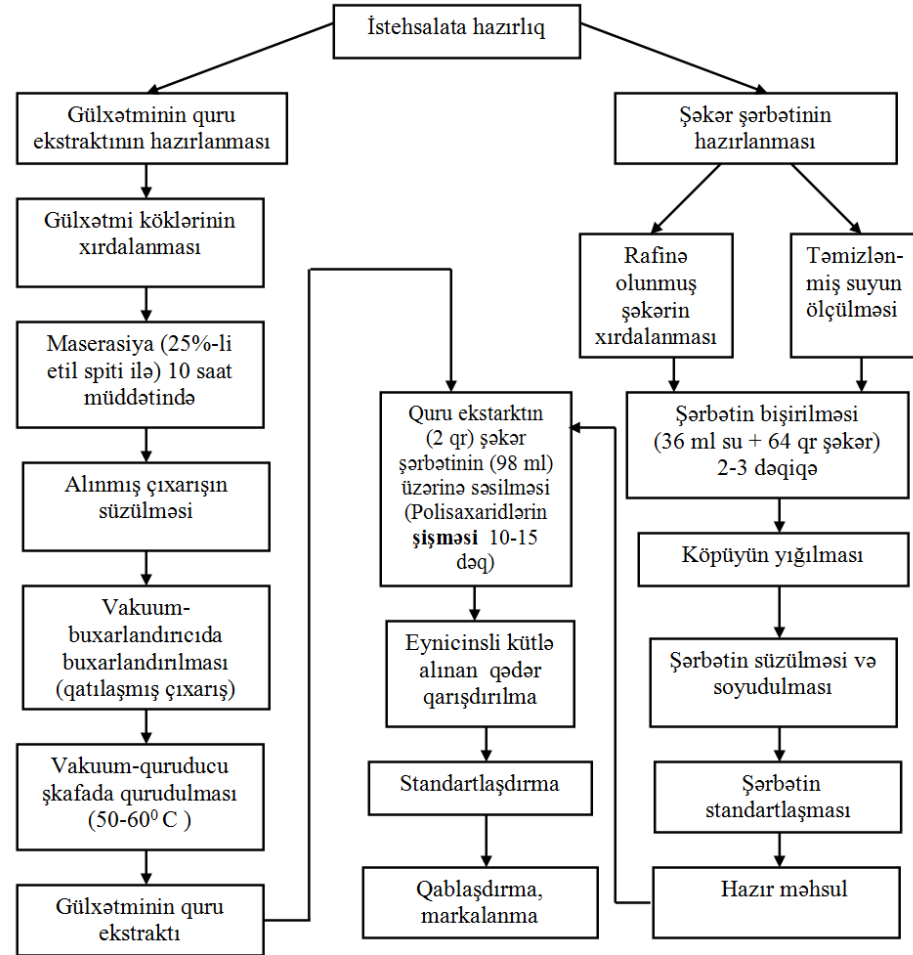 İstehsalata hazırlıq
Gülxətminin quru
ekstraktının hazırlanması
Gülxətmi köklərinin
xırdalanması
Maserasiya (25%-li
etil spiti ilə) 10 saat
müddətində
Alınmış çıxarışın
süzülməsi
Vakuum-
buxarlandırıcıda
buxarlandırılması
(qatılaşmış çıxarış)
Vakuum-quruducu
şkafada qurudulması
(50-60⁰ C )
Gülxətminin quru
ekstraktı
Şəkər şərbətinin
hazırlanması
Rafinə
olunmuş
şəkərin
xırdalanması
Təmizlən-
miş suyun
ölçülməsi
Şərbətin bişirilməsi
(36 ml su + 64 qr şəkər)
2-3 dəqiqə
Köpüyün yığılması
Şərbətin süzülməsi və
soyudulması
Şərbətin
standartlaşması
Hazır məhsul
Quru ekstarktın
(2 qr) şəkər
şərbətinin (98 ml)
üzərinə səsilməsi
(Polisaxaridlərin
şişməsi 10-15
dəq)
Eynicinsli kütlə
alınan qədər
qarışdırılma
Standartlaşdırma
Qablaşdırma,
markalanma